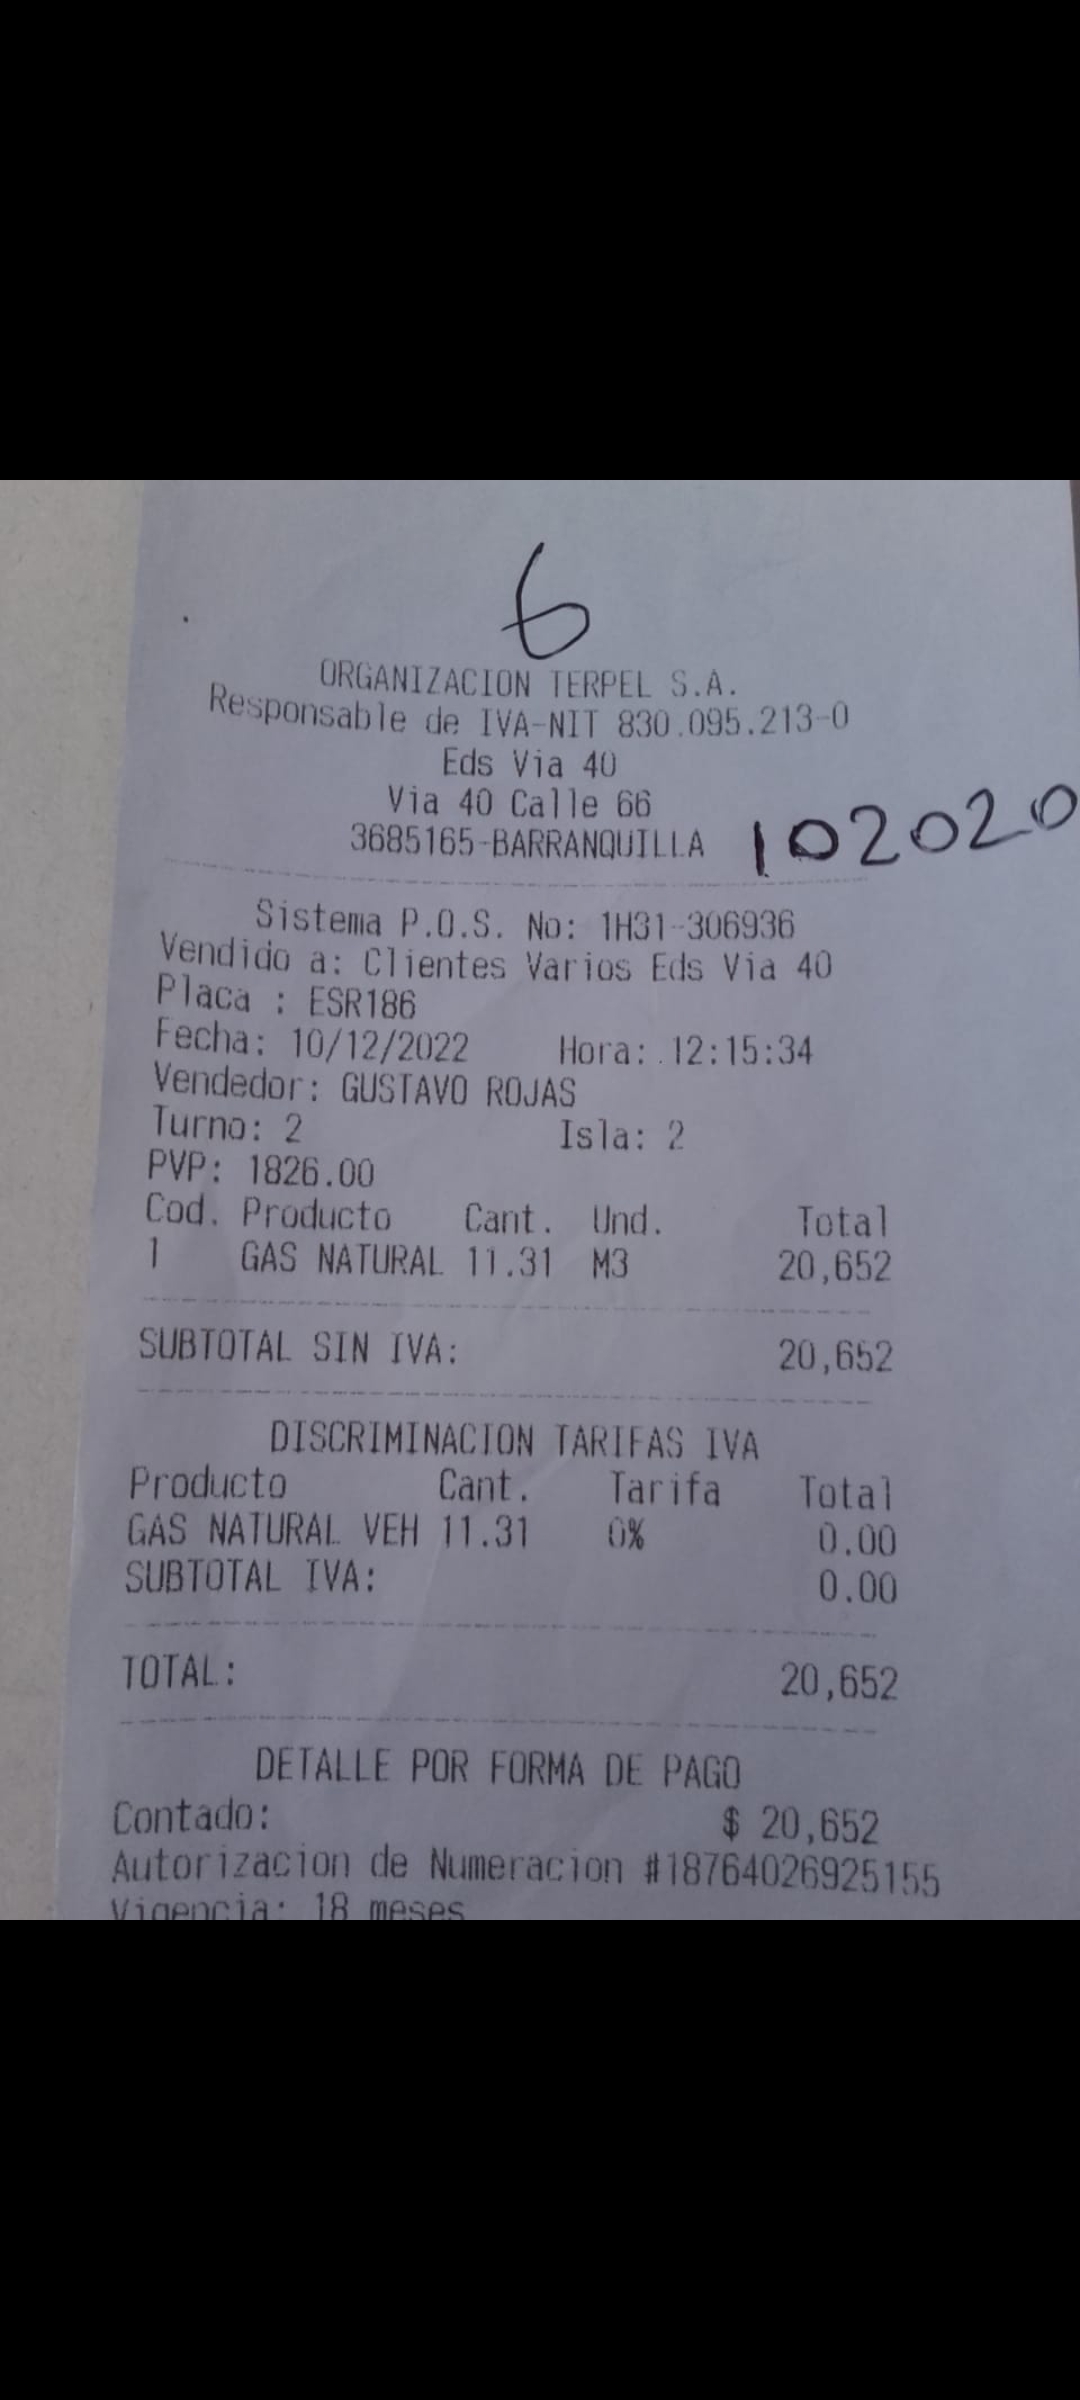 6
ORGANIZACION TERPEL S.A.
Responsable de IVA-NIT 830.095.213-0
Eds Via 40
Via 40 Calle 66
3685165-BARRANQUILLA 102020
Sistema P.O.S. No: 1H31-306936
Vendido a: Clientes Varios Eds Via 40
Placa : ESR186
Fecha: 10/12/2022 Hora: 12:15:34
Vendedor: GUSTAVO ROJAS
Turno: 2 Isla: 2
PVP: 1826.00
Cod. Producto Cant. Und. Total
1 GAS NATURAL 11.31 M3 20,652
SUBTOTAL SIN IVA: 20,652
DISCRIMINACION TARIFAS IVA
Producto Cant. Tarifa Total
GAS NATURAL VEH 11.31 0% 0.00
SUBTOTAL IVA: 0.00
TOTAL: 20,652
DETALLE POR FORMA DE PAGO
Contado: $ 20,652
Autorizacion de Numeracion #18764026925155
Vigencia: 18 meses